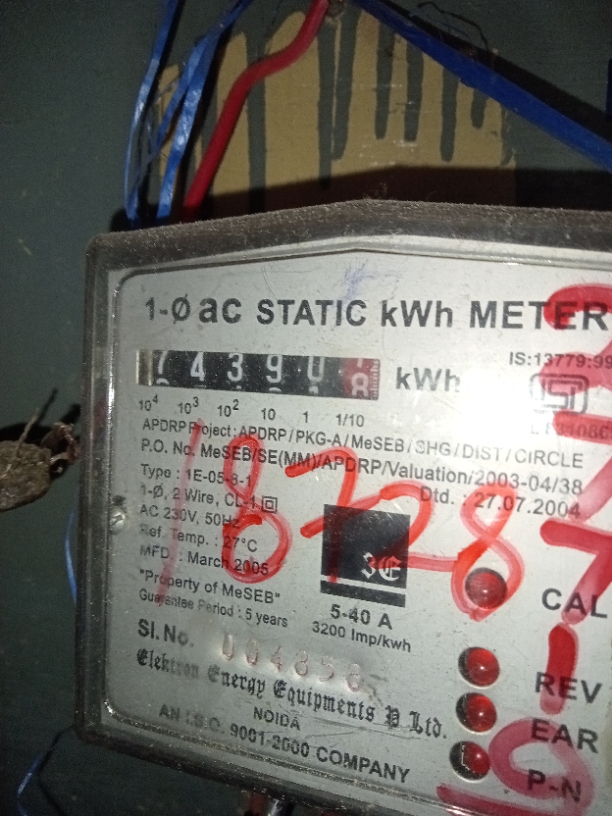 1-Ø ac STATIC kWh METER
7 4 3 9 0 8 kWh
IS:13779:99
10⁴ 10³ 10² 10 1 1/10
APDRP Project: APDRP/PKG-A/MeSEB/SHG/DIST/CIRCLE
P.O. No. MeSEB/SE(MM)/APDRP/Valuation/2003-04/38
Dtd. : 27.07.2004
Type : 1E-05-3-1
1-Ø, 2 Wire, CL-1
AC 230V, 50Hz
Ref. Temp. : 27°C
MFD. : March 2005
"Property of MeSEB"
Guarantee Period : 5 years
18728
5-40 A
3200 Imp/kwh
CAL
REV
EAR
P-N
Sl. No. 004858
Elektron Energy Equipments P Ltd.
NOIDA
AN I.S.O. 9001-2000 COMPANY